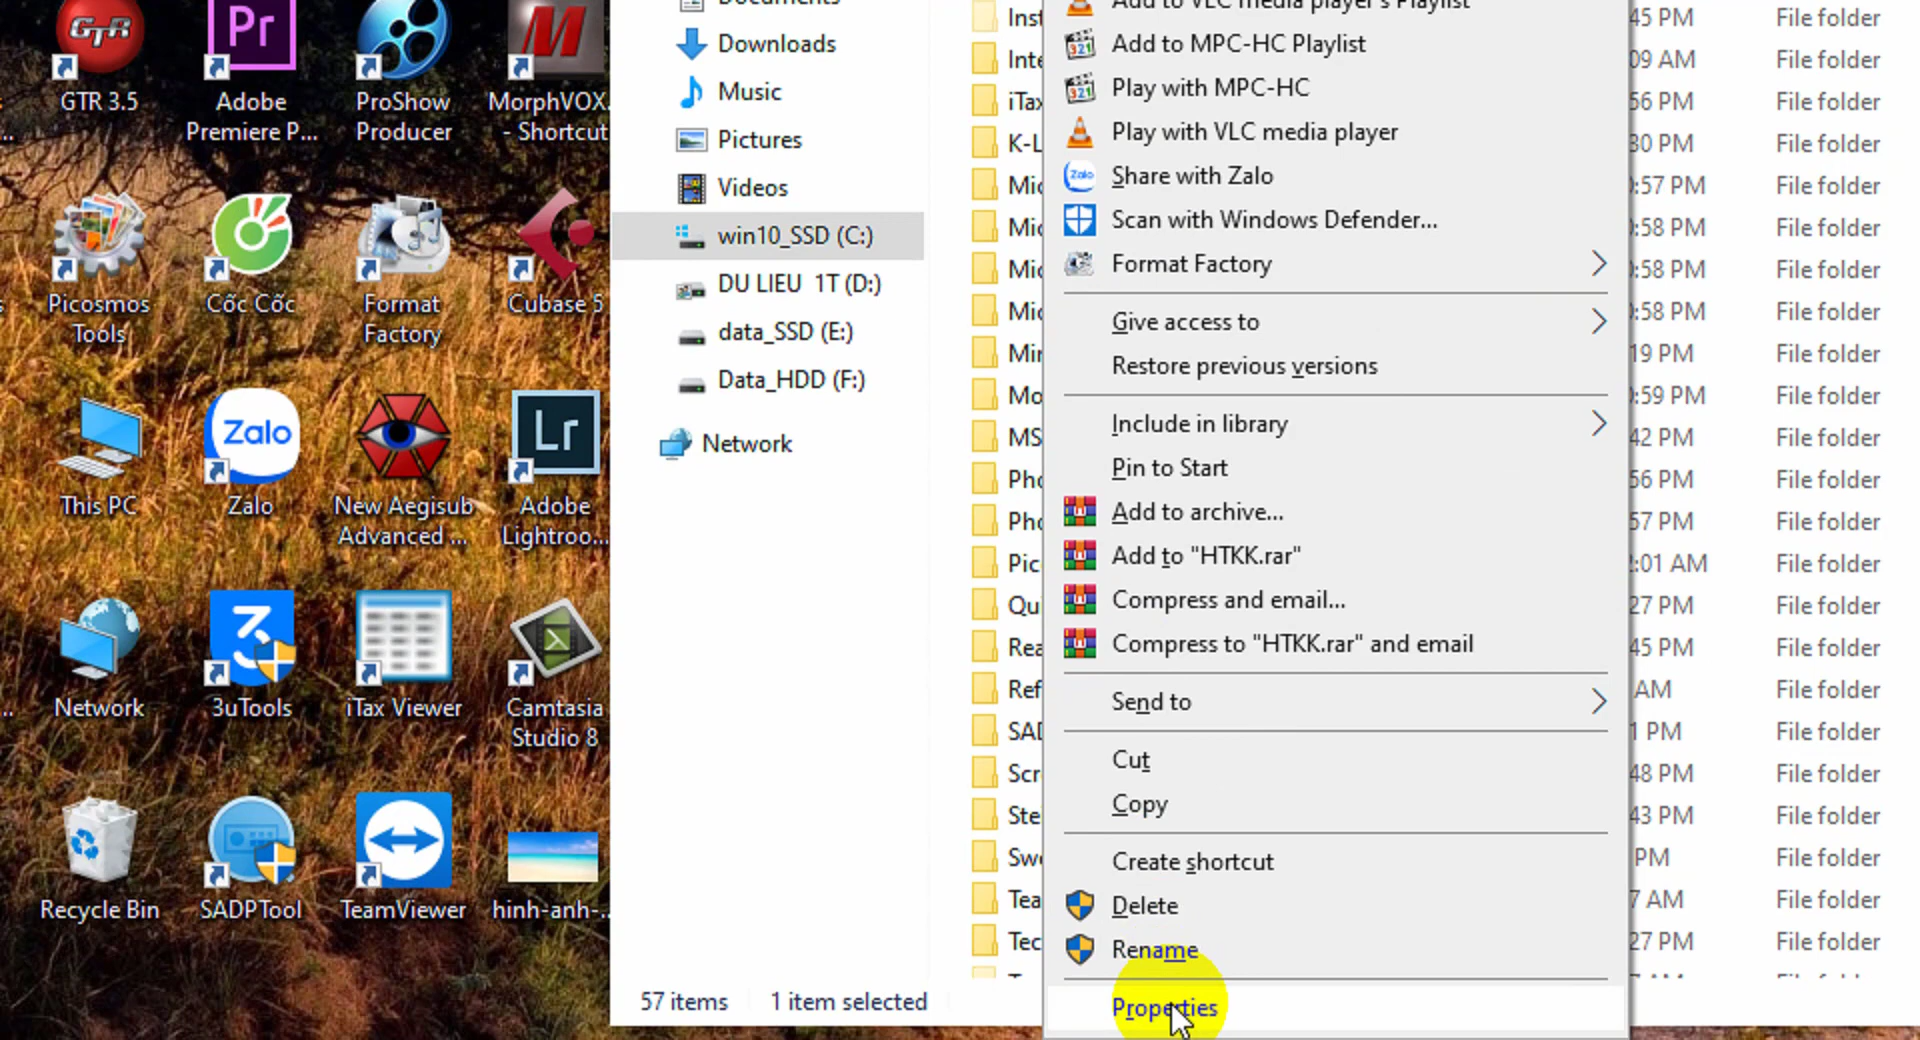 GTR
GTR 3.5
Pr
Adobe
Premiere P...
ProShow
Producer
M
MorphVOX.
- Shortcut
Picosmos
Tools
Cốc Cốc
Format
Factory
Cubase 5
This PC
Zalo
Zalo
New Aegisub
Advanced ...
Lr
Adobe
Lightroo...
Network
3
3uTools
iTax Viewer
Camtasia
Studio 8
Recycle Bin
SADPTool
TeamViewer
hinh-anh-..
Documents
Downloads
Music
Pictures
Videos
win10_SSD (C:)
DU LIEU 1T (D:)
data_SSD (E:)
Data_HDD (F:)
Network
57 items
1 item selected
Inst
Inte
iTax
K-L
Mic
Mic
Mic
Mic
Min
Mo
MS
Pho
Pho
Pic
Qui
Rea
Ref
SAD
Scr
Ste
Swe
Tea
Tec
Add to VLC media player's Playlist
Add to MPC-HC Playlist
Play with MPC-HC
Play with VLC media player
Zalo
Share with Zalo
Scan with Windows Defender...
Format Factory
Give access to
Restore previous versions
Include in library
Pin to Start
Add to archive...
Add to "HTKK.rar"
Compress and email...
Compress to "HTKK.rar" and email
Send to
Cut
Copy
Create shortcut
Delete
Rename
Properties
45 PM File folder
09 AM File folder
56 PM File folder
30 PM File folder
:57 PM File folder
:58 PM File folder
:58 PM File folder
:58 PM File folder
19 PM File folder
:59 PM File folder
42 PM File folder
56 PM File folder
57 PM File folder
:01 AM File folder
27 PM File folder
45 PM File folder
AM File folder
1 PM File folder
48 PM File folder
43 PM File folder
PM File folder
7 AM File folder
27 PM File folder